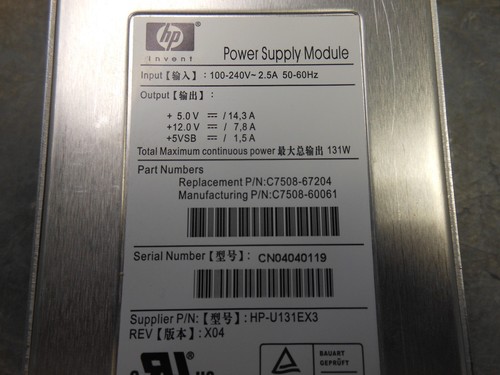 hp
invent
Power Supply Module
Input【输入】: 100-240V~ 2.5A 50-60Hz
Output【输出】:
+ 5.0 V ⎓ / 14,3 A
+12.0 V ⎓ / 7,8 A
+5VSB ⎓ / 1,5 A
Total Maximum continuous power 最大总输出 131W
Part Numbers
Replacement P/N:C7508-67204
Manufacturing P/N:C7508-60061
Serial Number【型号】: CN04040119
Supplier P/N:【型号】: HP-U131EX3
REV【版本】: X04
BAUART
GEPRÜFT